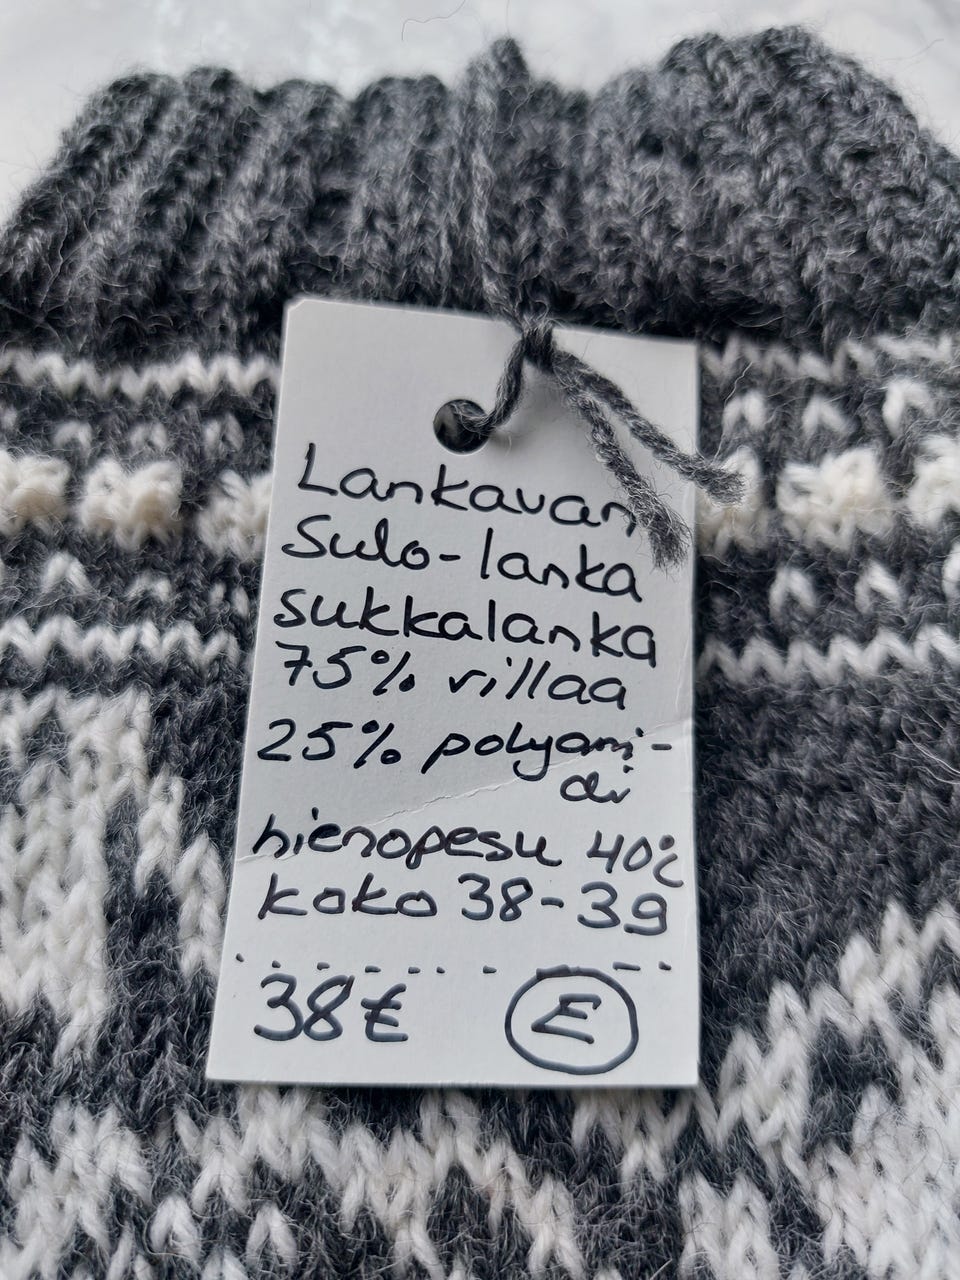 Lankavan
Sulo-lanka
sukkalanka
75% villaa
25% polyami-
di
hienopesu 40°C
koko 38-39
38€ E